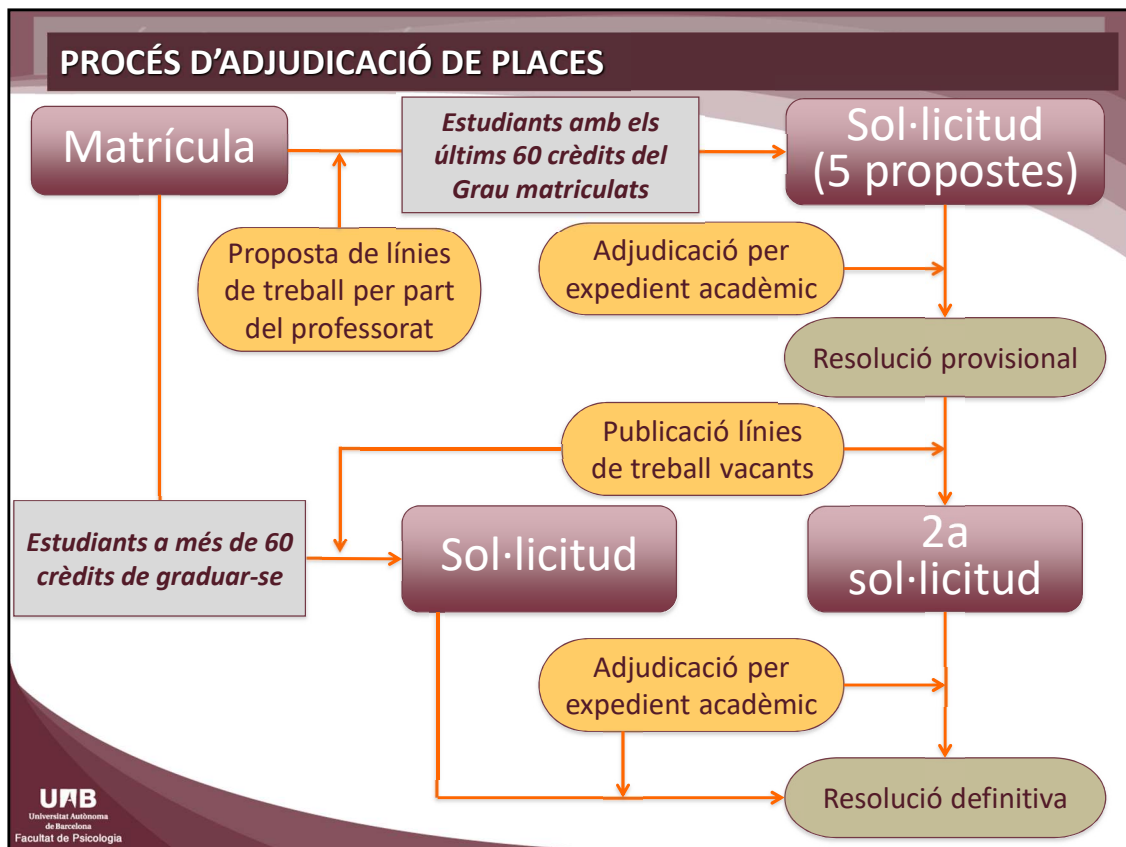 PROCÉS D’ADJUDICACIÓ DE PLACES
Matrícula
Estudiants amb els
últims 60 crèdits del
Grau matriculats
Sol·licitud
(5 propostes)
Proposta de línies
de treball per part
del professorat
Adjudicació per
expedient acadèmic
Resolució provisional
Publicació línies
de treball vacants
Estudiants a més de 60
crèdits de graduar-se
Sol·licitud
2a
sol·licitud
Adjudicació per
expedient acadèmic
Resolució definitiva
UAB
Universitat Autònoma
de Barcelona
Facultat de Psicologia